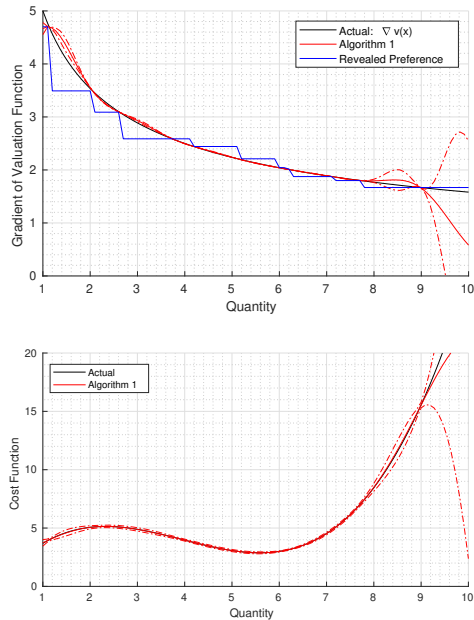 5
4
3
2
1
0
Gradient of Valuation Function
Actual: ∇ v(x)
Algorithm 1
Revealed Preference
1 2 3 4 5 6 7 8 9 10
Quantity
20
15
10
5
0
Cost Function
Actual
Algorithm 1
1 2 3 4 5 6 7 8 9 10
Quantity